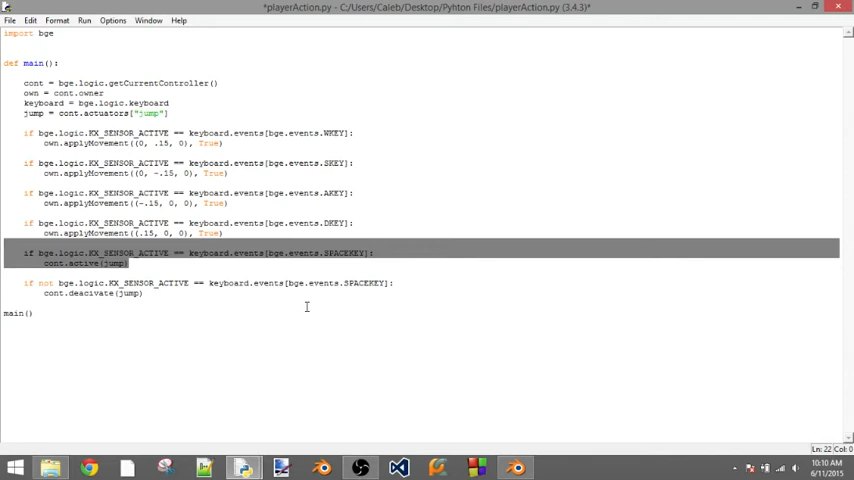 *playerAction.py - C:/Users/Caleb/Desktop/Pyhton Files/playerAction.py (3.4.3)*
File Edit Format Run Options Window Help
import bge
def main():
cont = bge.logic.getCurrentController()
own = cont.owner
keyboard = bge.logic.keyboard
jump = cont.actuators["jump"]
if bge.logic.KX_SENSOR_ACTIVE == keyboard.events[bge.events.WKEY]:
own.applyMovement((0, .15, 0), True)
if bge.logic.KX_SENSOR_ACTIVE == keyboard.events[bge.events.SKEY]:
own.applyMovement((0, -.15, 0), True)
if bge.logic.KX_SENSOR_ACTIVE == keyboard.events[bge.events.AKEY]:
own.applyMovement((-.15, 0, 0), True)
if bge.logic.KX_SENSOR_ACTIVE == keyboard.events[bge.events.DKEY]:
own.applyMovement((.15, 0, 0), True)
if bge.logic.KX_SENSOR_ACTIVE == keyboard.events[bge.events.SPACEKEY]:
cont.active(jump)
if not bge.logic.KX_SENSOR_ACTIVE == keyboard.events[bge.events.SPACEKEY]:
cont.deacivate(jump)
main()
Ln: 22 Col: 0
10:10 AM
6/11/2015